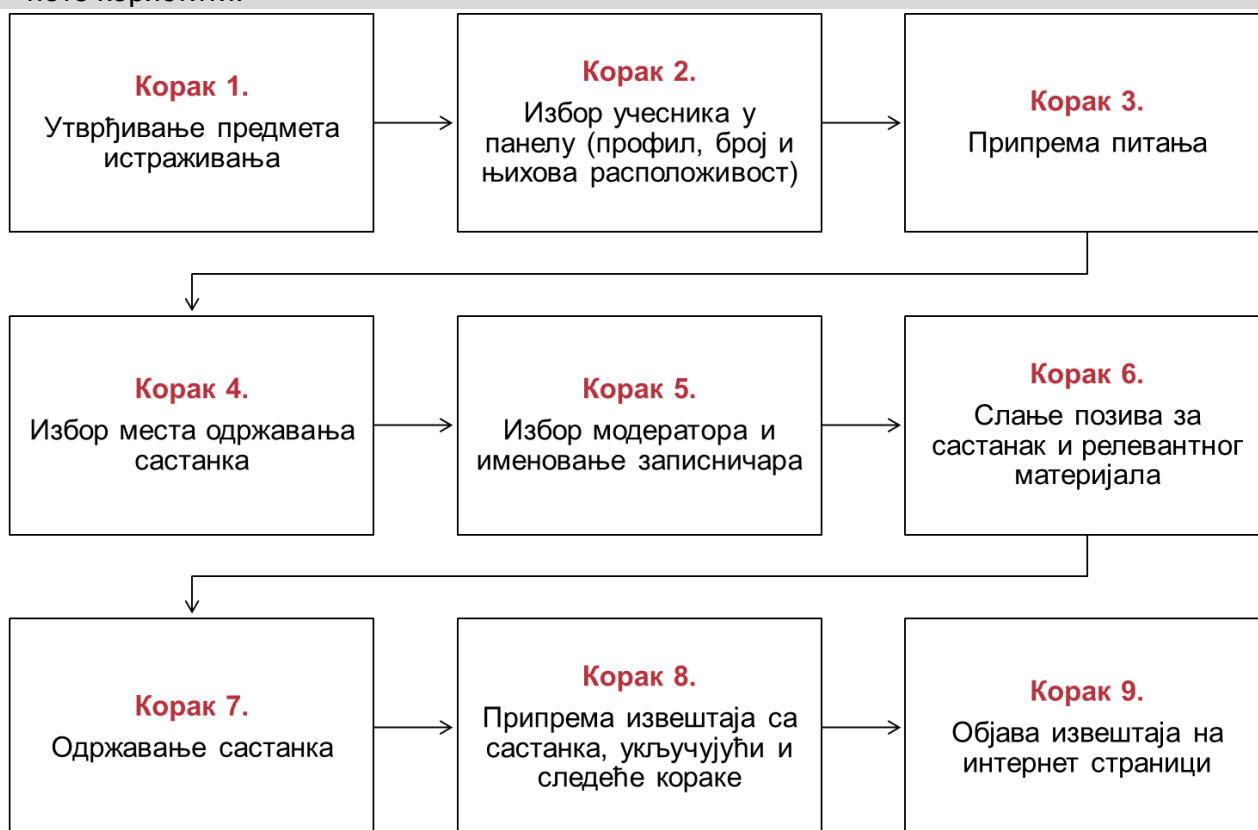 Корак 1.
Утврђивање предмета
истраживања
Корак 2.
Избор учесника у
панелу (профил, број и
њихова расположивост)
Корак 3.
Припрема питања
Корак 4.
Избор места одржавања
састанка
Корак 5.
Избор модератора и
именовање записничара
Корак 6.
Слање позива за
састанак и релевантног
материјала
Корак 7.
Одржавање састанка
Корак 8.
Припрема извештаја са
састанка, укључујући и
следеће кораке
Корак 9.
Објава извештаја на
интернет страници